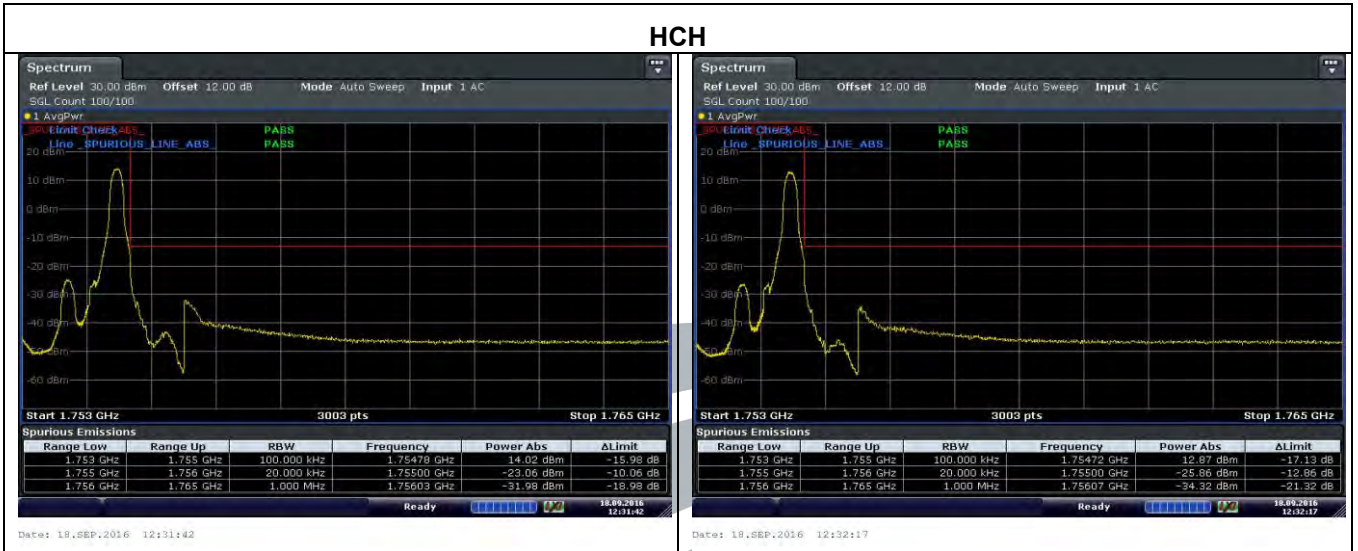 HCH
Spectrum
Ref Level 30.00 dBm Offset 12.00 dB Mode Auto Sweep Input 1 AC
SGL Count 100/100
1 AvgPwr
Limit Check PASS
Line _SPURIOUS_LINE_ABS_ PASS
20 dBm
10 dBm
0 dBm
-10 dBm
-20 dBm
-30 dBm
-40 dBm
-50 dBm
-60 dBm
Start 1.753 GHz 3003 pts Stop 1.765 GHz
Spurious Emissions
Range Low Range Up RBW Frequency Power Abs ΔLimit
1.753 GHz 1.755 GHz 100.000 kHz 1.75478 GHz 14.02 dBm -15.98 dB
1.755 GHz 1.756 GHz 20.000 kHz 1.75500 GHz -23.06 dBm -10.06 dB
1.756 GHz 1.765 GHz 1.000 MHz 1.75603 GHz -31.98 dBm -18.98 dB
Ready 18.09.2016
12:31:42
Date: 18.SEP.2016 12:31:42
Spectrum
Ref Level 30.00 dBm Offset 12.00 dB Mode Auto Sweep Input 1 AC
SGL Count 100/100
1 AvgPwr
Limit Check PASS
Line _SPURIOUS_LINE_ABS_ PASS
20 dBm
10 dBm
0 dBm
-10 dBm
-20 dBm
-30 dBm
-40 dBm
-50 dBm
-60 dBm
Start 1.753 GHz 3003 pts Stop 1.765 GHz
Spurious Emissions
Range Low Range Up RBW Frequency Power Abs ΔLimit
1.753 GHz 1.755 GHz 100.000 kHz 1.75472 GHz 12.87 dBm -17.13 dB
1.755 GHz 1.756 GHz 20.000 kHz 1.75500 GHz -25.86 dBm -12.86 dB
1.756 GHz 1.765 GHz 1.000 MHz 1.75607 GHz -34.32 dBm -21.32 dB
Ready 18.09.2016
12:32:17
Date: 18.SEP.2016 12:32:17